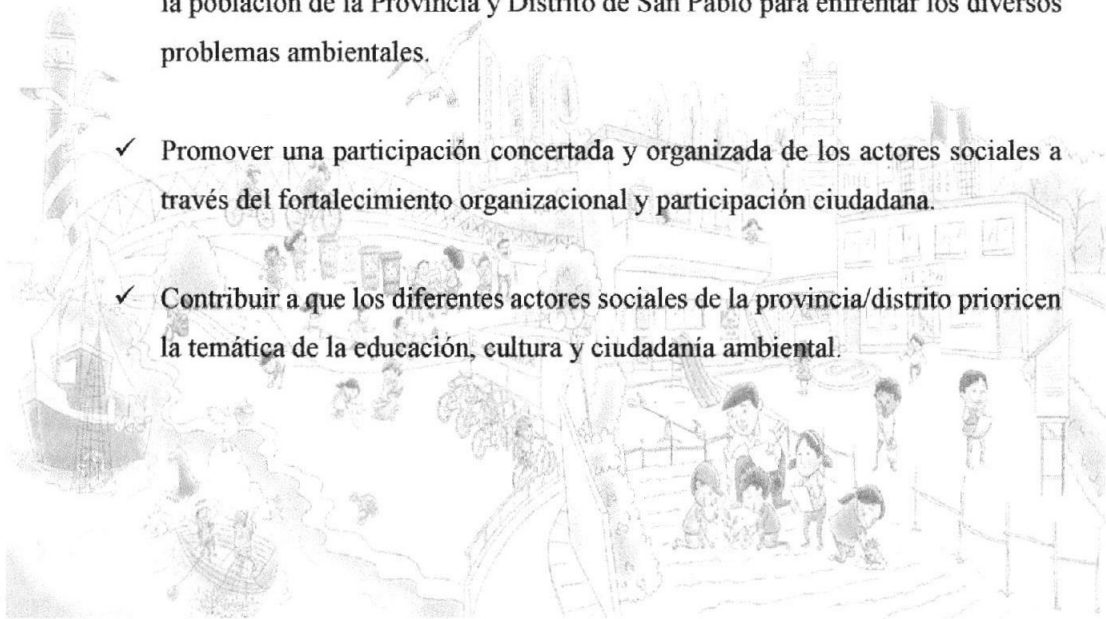 la población de la Provincia y Distrito de San Pablo para enfrentar los diversos
problemas ambientales.
✓ Promover una participación concertada y organizada de los actores sociales a
través del fortalecimiento organizacional y participación ciudadana.
✓ Contribuir a que los diferentes actores sociales de la provincia/distrito prioricen
la temática de la educación, cultura y ciudadanía ambiental.